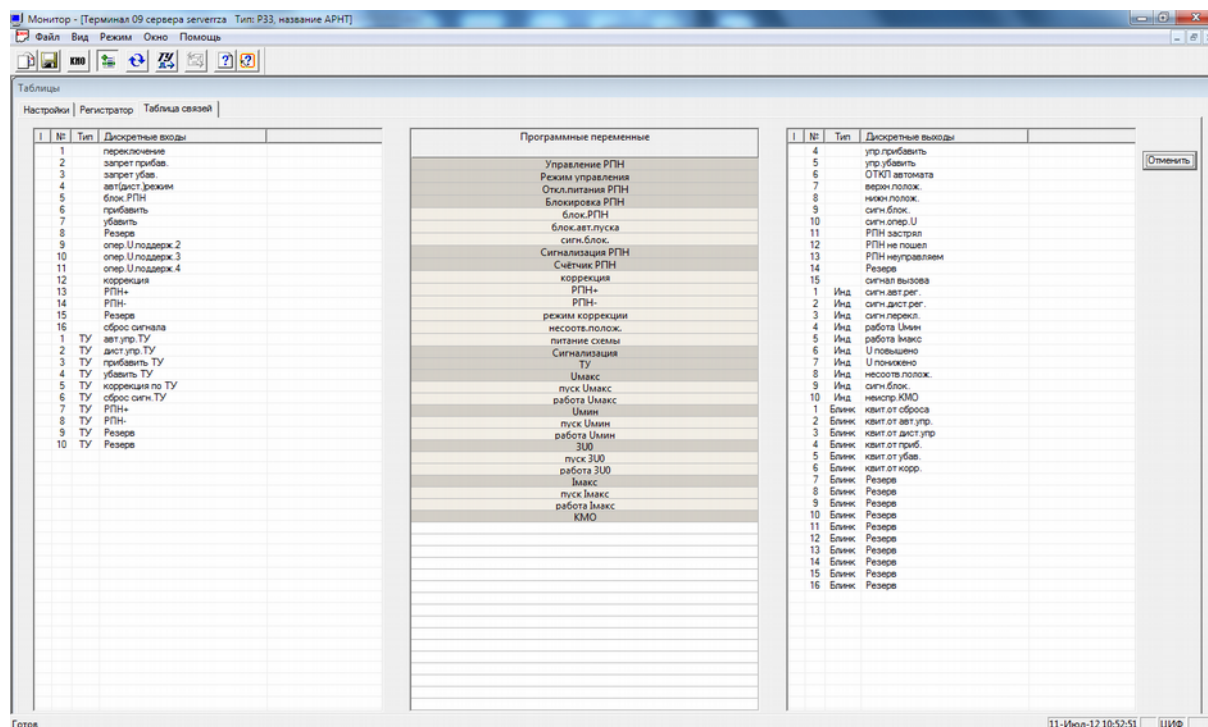 Монитор - [Терминал 09 сервера serverrza Тип: РЗЗ, название АРНТ]
Файл Вид Режим Окно Помощь
КМО
ТУ
Таблицы
Настройки Регистратор Таблица связей
I № Тип Дискретные входы
1 переключение
2 запрет прибав.
3 запрет убав.
4 авт(дист.)режим
5 блок.РПН
6 прибавить
7 убавить
8 Резерв
9 опер.U.поддерж.2
10 опер.U.поддерж.3
11 опер.U.поддерж.4
12 коррекция
13 РПН+
14 РПН-
15 Резерв
16 сброс сигнала
1 ТУ авт.упр.ТУ
2 ТУ дист.упр.ТУ
3 ТУ прибавить ТУ
4 ТУ убавить ТУ
5 ТУ коррекция по ТУ
6 ТУ сброс сигн.ТУ
7 ТУ РПН+
8 ТУ РПН-
9 ТУ Резерв
10 ТУ Резерв
Программные переменные
Управление РПН
Режим управления
Откл.питания РПН
Блокировка РПН
блок.РПН
блок.авт.пуска
сигн.блок.
Сигнализация РПН
Счётчик РПН
коррекция
РПН+
РПН-
режим коррекции
несоотв.полож.
питание схемы
Сигнализация
ТУ
Uмакс
пуск Uмакс
работа Uмакс
Uмин
пуск Uмин
работа Uмин
3U0
пуск 3U0
работа 3U0
Iмакс
пуск Iмакс
работа Iмакс
КМО
I № Тип Дискретные выходы
4 упр.прибавить
5 упр.убавить
6 ОТКЛ автомата
7 верхн.полож.
8 нижн.полож.
9 сигн.блок.
10 сигн.опер.U
11 РПН застрял
12 РПН не пошел
13 РПН неуправляем
14 Резерв
15 сигнал вызова
1 Инд сигн.авт.рег.
2 Инд сигн.дист.рег.
3 Инд сигн.перекл.
4 Инд работа Uмин
5 Инд работа Iмакс
6 Инд U повышено
7 Инд U понижено
8 Инд несоотв.полож.
9 Инд сигн.блок.
10 Инд неиспр.КМО
1 Блинк квит.от сброса
2 Блинк квит.от авт.упр.
3 Блинк квит.от дист.упр
4 Блинк квит.от приб.
5 Блинк квит.от убав.
6 Блинк квит.от корр.
7 Блинк Резерв
8 Блинк Резерв
9 Блинк Резерв
10 Блинк Резерв
11 Блинк Резерв
12 Блинк Резерв
13 Блинк Резерв
14 Блинк Резерв
15 Блинк Резерв
16 Блинк Резерв
Отменить
Готов 11-Июл-12 10:52:51 ЦИФ